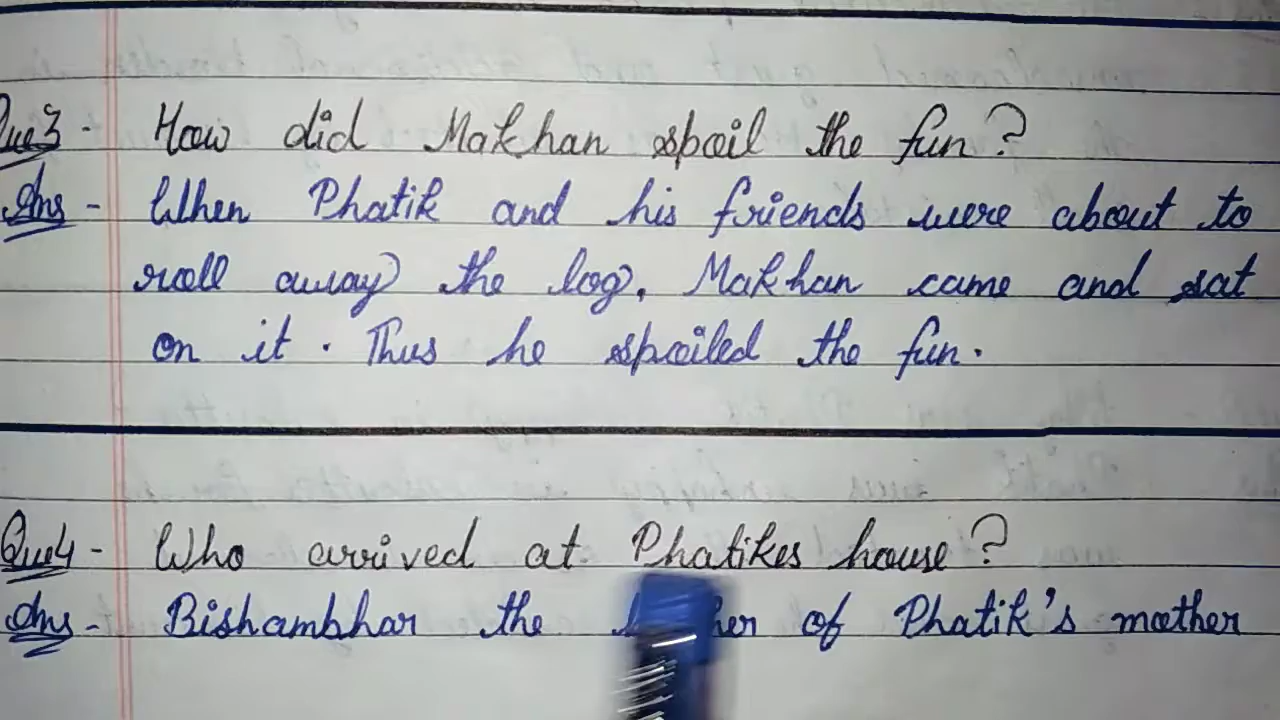 Que3 - How did Makhan spoil the fun?
Ans - When Phatik and his friends were about to
roll away the log, Makhan came and sat
on it. Thus he spoiled the fun.
Que4 - Who arrived at Phatikes house?
Ans - Bishambhar the of Phatik's mother